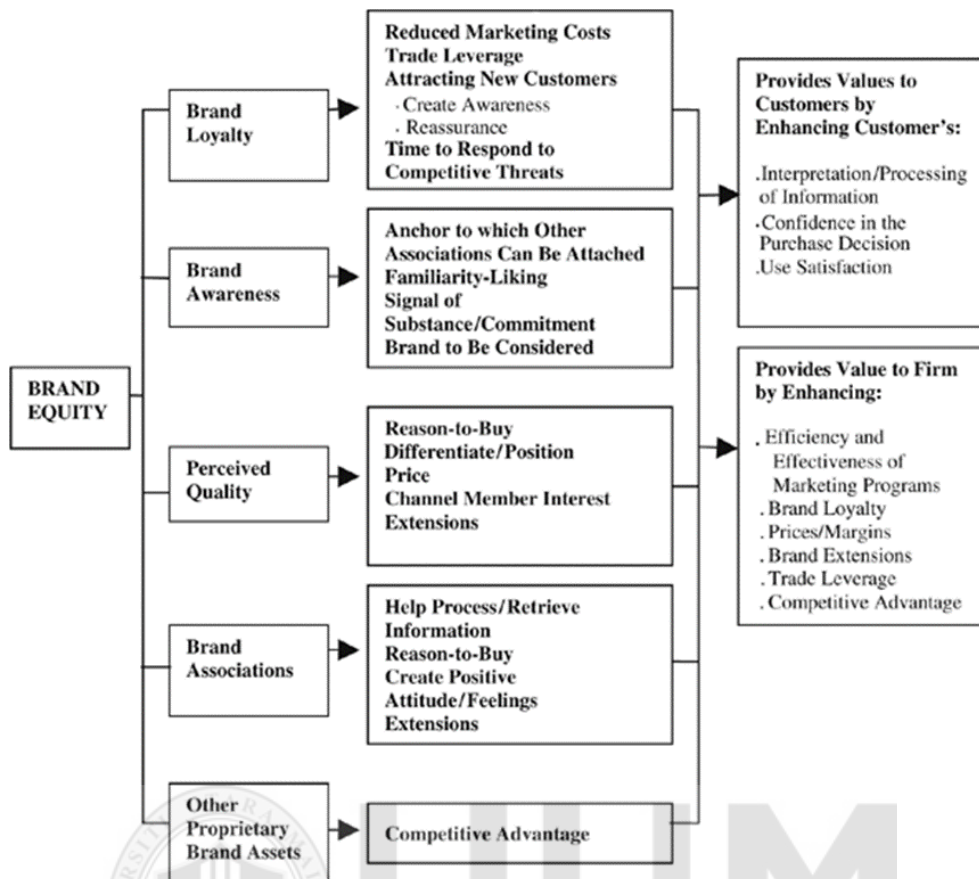 BRAND
EQUITY
Brand
Loyalty
Reduced Marketing Costs
Trade Leverage
Attracting New Customers
. Create Awareness
. Reassurance
Time to Respond to
Competitive Threats
Brand
Awareness
Anchor to which Other
Associations Can Be Attached
Familiarity-Liking
Signal of
Substance/Commitment
Brand to Be Considered
Perceived
Quality
Reason-to-Buy
Differentiate/Position
Price
Channel Member Interest
Extensions
Brand
Associations
Help Process/Retrieve
Information
Reason-to-Buy
Create Positive
Attitude/Feelings
Extensions
Other
Proprietary
Brand Assets
Competitive Advantage
Provides Values to
Customers by
Enhancing Customer's:
.Interpretation/Processing
of Information
.Confidence in the
Purchase Decision
.Use Satisfaction
Provides Value to Firm
by Enhancing:
. Efficiency and
Effectiveness of
Marketing Programs
. Brand Loyalty
. Prices/Margins
. Brand Extensions
. Trade Leverage
. Competitive Advantage